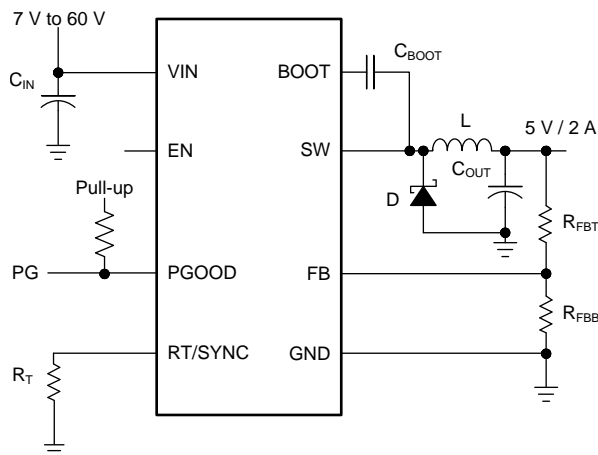 7 V to 60 V
C_IN
VIN
BOOT
C_BOOT
EN
SW
L
5 V / 2 A
C_OUT
D
Pull-up
R_FBT
PG
PGOOD
FB
R_FBB
RT/SYNC
GND
R_T